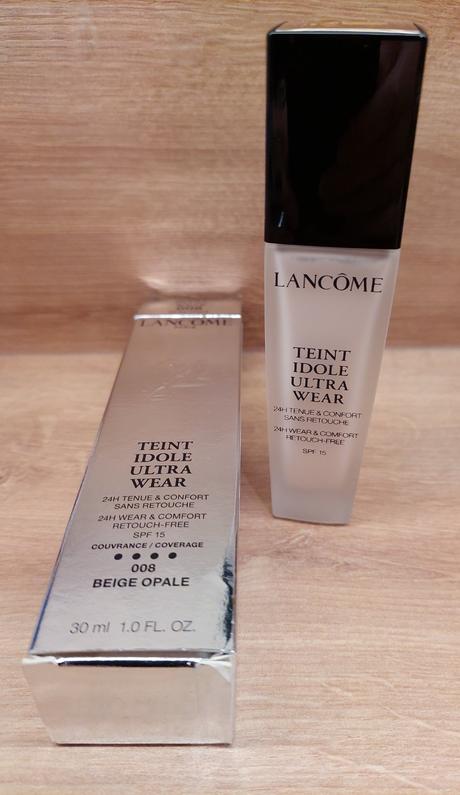 LANCÔME
PARIS
TEINT
IDOLE
ULTRA
WEAR
24H TENUE & CONFORT
SANS RETOUCHE
24H WEAR & COMFORT
RETOUCH-FREE
SPF 15
COUVRANCE / COVERAGE
008
BEIGE OPALE
30 ml 1.0 FL. OZ.
LANCÔME
TEINT
IDOLE
ULTRA
WEAR
24H TENUE & CONFORT
SANS RETOUCHE
24H WEAR & COMFORT
RETOUCH-FREE
SPF 15